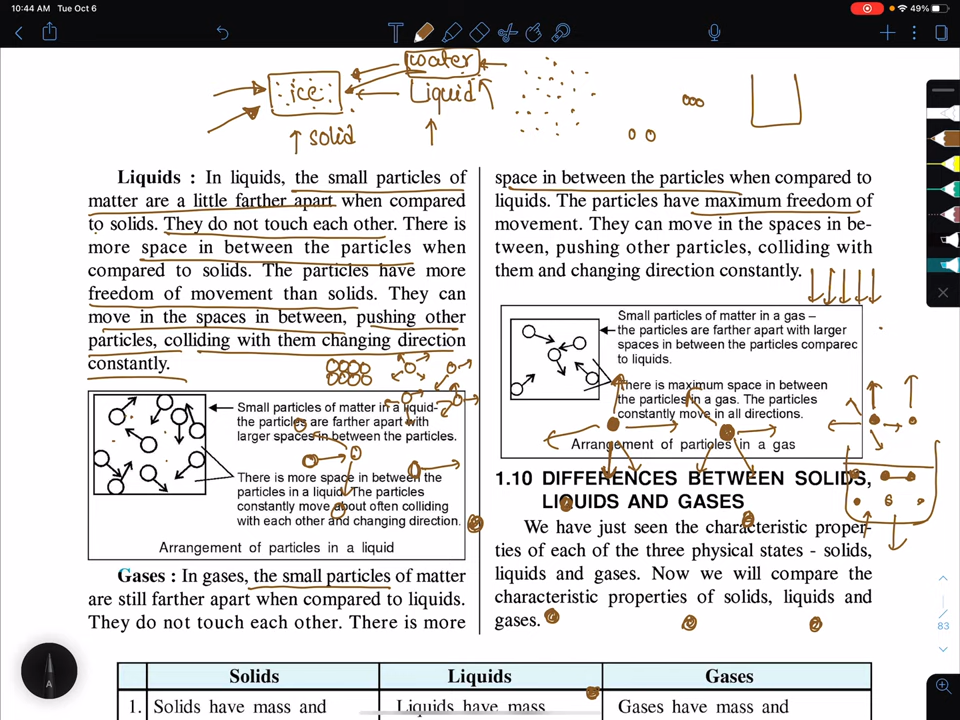 10:44 AM Tue Oct 6
49%
T
water
ice
Liquid
solid
Liquids : In liquids, the small particles of
matter are a little farther apart when compared
to solids. They do not touch each other. There is
more space in between the particles when
compared to solids. The particles have more
freedom of movement than solids. They can
move in the spaces in between, pushing other
particles, colliding with them changing direction
constantly.
Small particles of matter in a liquid-
the particles are farther apart with
larger spaces in between the particles.
There is more space in between the
particles in a liquid. The particles
constantly move about often colliding
with each other and changing direction.
Arrangement of particles in a liquid
Gases : In gases, the small particles of matter
are still farther apart when compared to liquids.
They do not touch each other. There is more
space in between the particles when compared to
liquids. The particles have maximum freedom of
movement. They can move in the spaces in be-
tween, pushing other particles, colliding with
them and changing direction constantly.
Small particles of matter in a gas –
the particles are farther apart with larger
spaces in between the particles comparec
to liquids.
There is maximum space in between
the particles in a gas. The particles
constantly move in all directions.
Arrangement of particles in a gas
1.10 DIFFERENCES BETWEEN SOLIDS,
LIQUIDS AND GASES
We have just seen the characteristic proper-
ties of each of the three physical states - solids,
liquids and gases. Now we will compare the
characteristic properties of solids, liquids and
gases.
83
A
Solids Liquids Gases
1. Solids have mass and Liquids have mass Gases have mass and